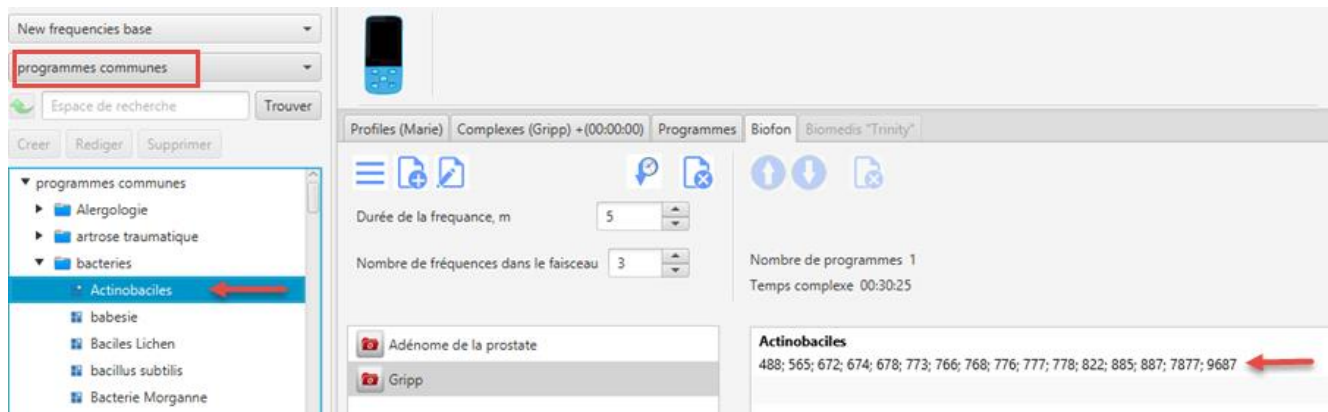 New frequencies base
programmes communes
Espace de recherche
Trouver
Creer Rediger Supprimer
programmes communes
Alergologie
artrose traumatique
bacteries
Actinobaciles
babesie
Baciles Lichen
bacillus subtilis
Bacterie Morganne
Profiles (Marie) Complexes (Gripp) +(00:00:00) Programmes Biofon Biomedis "Trinity"
Durée de la frequance, m 5
Nombre de fréquences dans le faisceau 3
Nombre de programmes 1
Temps complexe 00:30:25
Adénome de la prostate
Gripp
Actinobaciles
488; 565; 672; 674; 678; 773; 766; 768; 776; 777; 778; 822; 885; 887; 7877; 9687